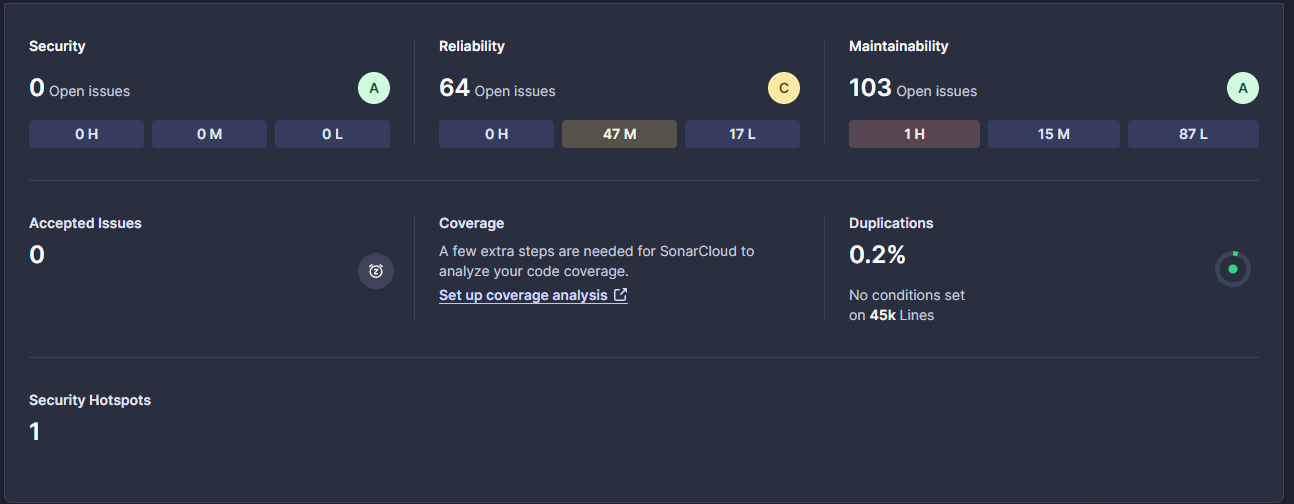 Security
0 Open issues
A
0 H
0 M
0 L
Reliability
64 Open issues
C
0 H
47 M
17 L
Maintainability
103 Open issues
A
1 H
15 M
87 L
Accepted Issues
0
z
Coverage
A few extra steps are needed for SonarCloud to
analyze your code coverage.
Set up coverage analysis
Duplications
0.2%
No conditions set
on 45k Lines
Security Hotspots
1